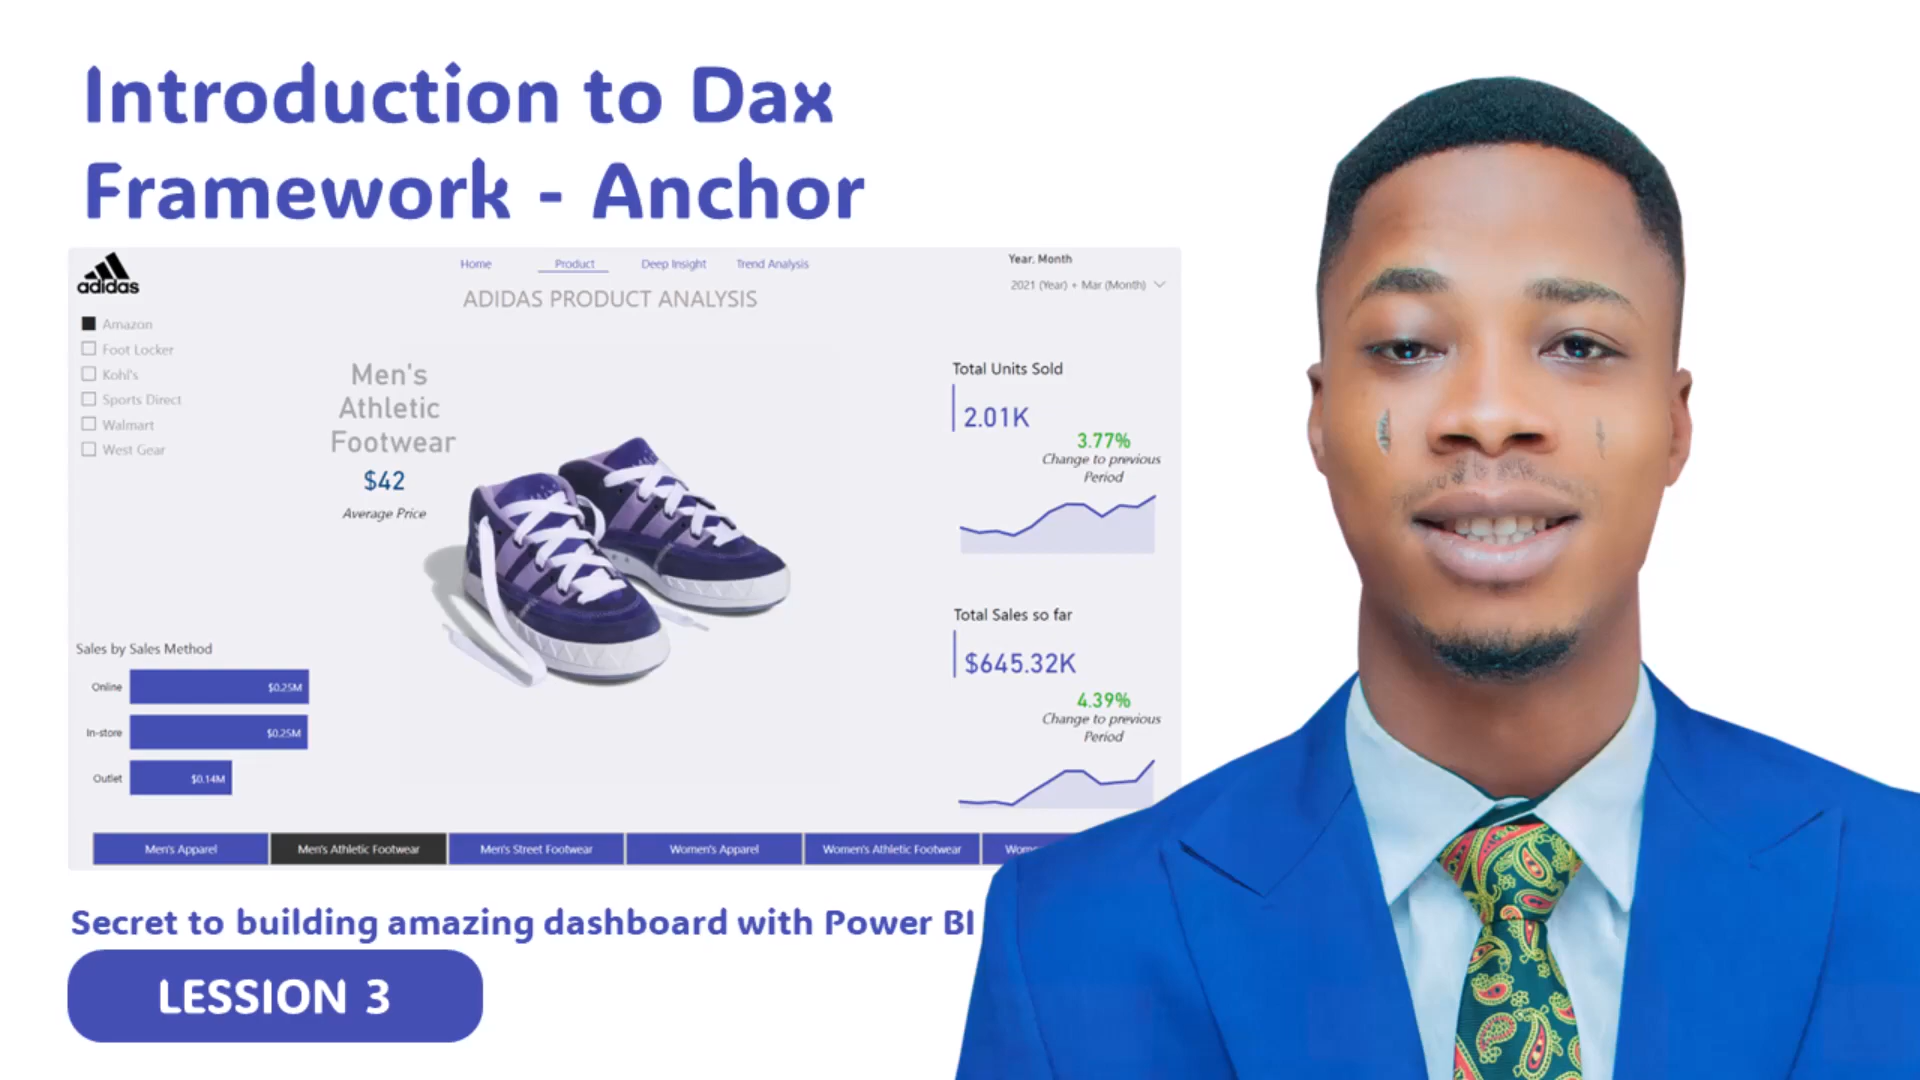 Introduction to Dax
Framework - Anchor
adidas
Home
Product
Deep Insight
Trend Analysis
Year, Month
2021 (Year) + Mar (Month)
ADIDAS PRODUCT ANALYSIS
Amazon
Foot Locker
Kohl's
Sports Direct
Walmart
West Gear
Men's
Athletic
Footwear
$42
Average Price
Total Units Sold
2.01K
3.77%
Change to previous
Period
Total Sales so far
$645.32K
4.39%
Change to previous
Period
Sales by Sales Method
Online
$0.25M
In-store
$0.25M
Outlet
$0.14M
Men's Apparel
Men's Athletic Footwear
Men's Street Footwear
Women's Apparel
Women's Athletic Footwear
Secret to building amazing dashboard with Power BI
LESSION 3